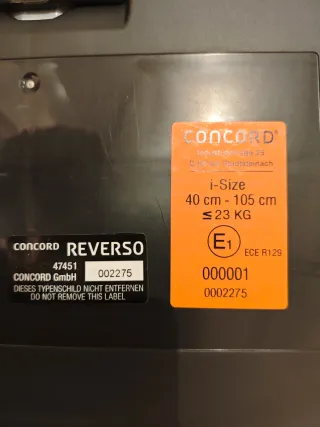 CONCORD
i-Size
40 cm - 105 cm
≤ 23 KG
E1
ECE R129
000001
0002275
CONCORD REVERSO
47451
CONCORD GmbH
002275
DIESES TYPENSCHILD NICHT ENTFERNEN
DO NOT REMOVE THIS LABEL